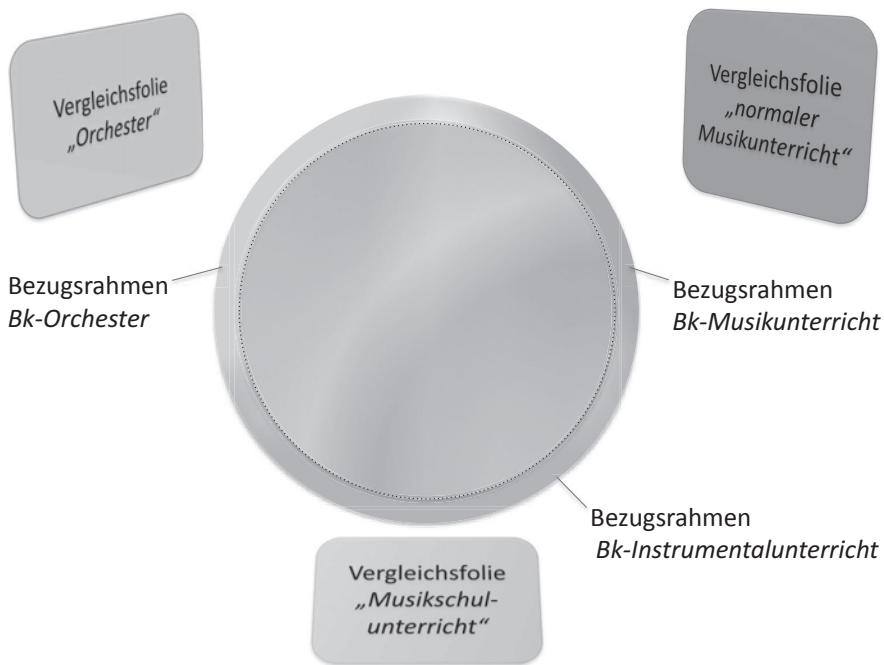 Vergleichsfolie
„Orchester“
Vergleichsfolie
„normaler
Musikunterricht“
Bezugsrahmen
Bk-Orchester
Bezugsrahmen
Bk-Musikunterricht
Bezugsrahmen
Bk-Instrumentalunterricht
Vergleichsfolie
„Musikschul-
unterricht“